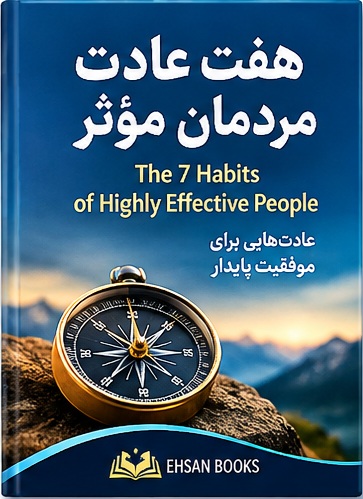 هفت عادت
مردمان مؤثر
The 7 Habits
of Highly Effective People
عادت‌هایی برای
موفقیت پایدار
EHSAN BOOKS